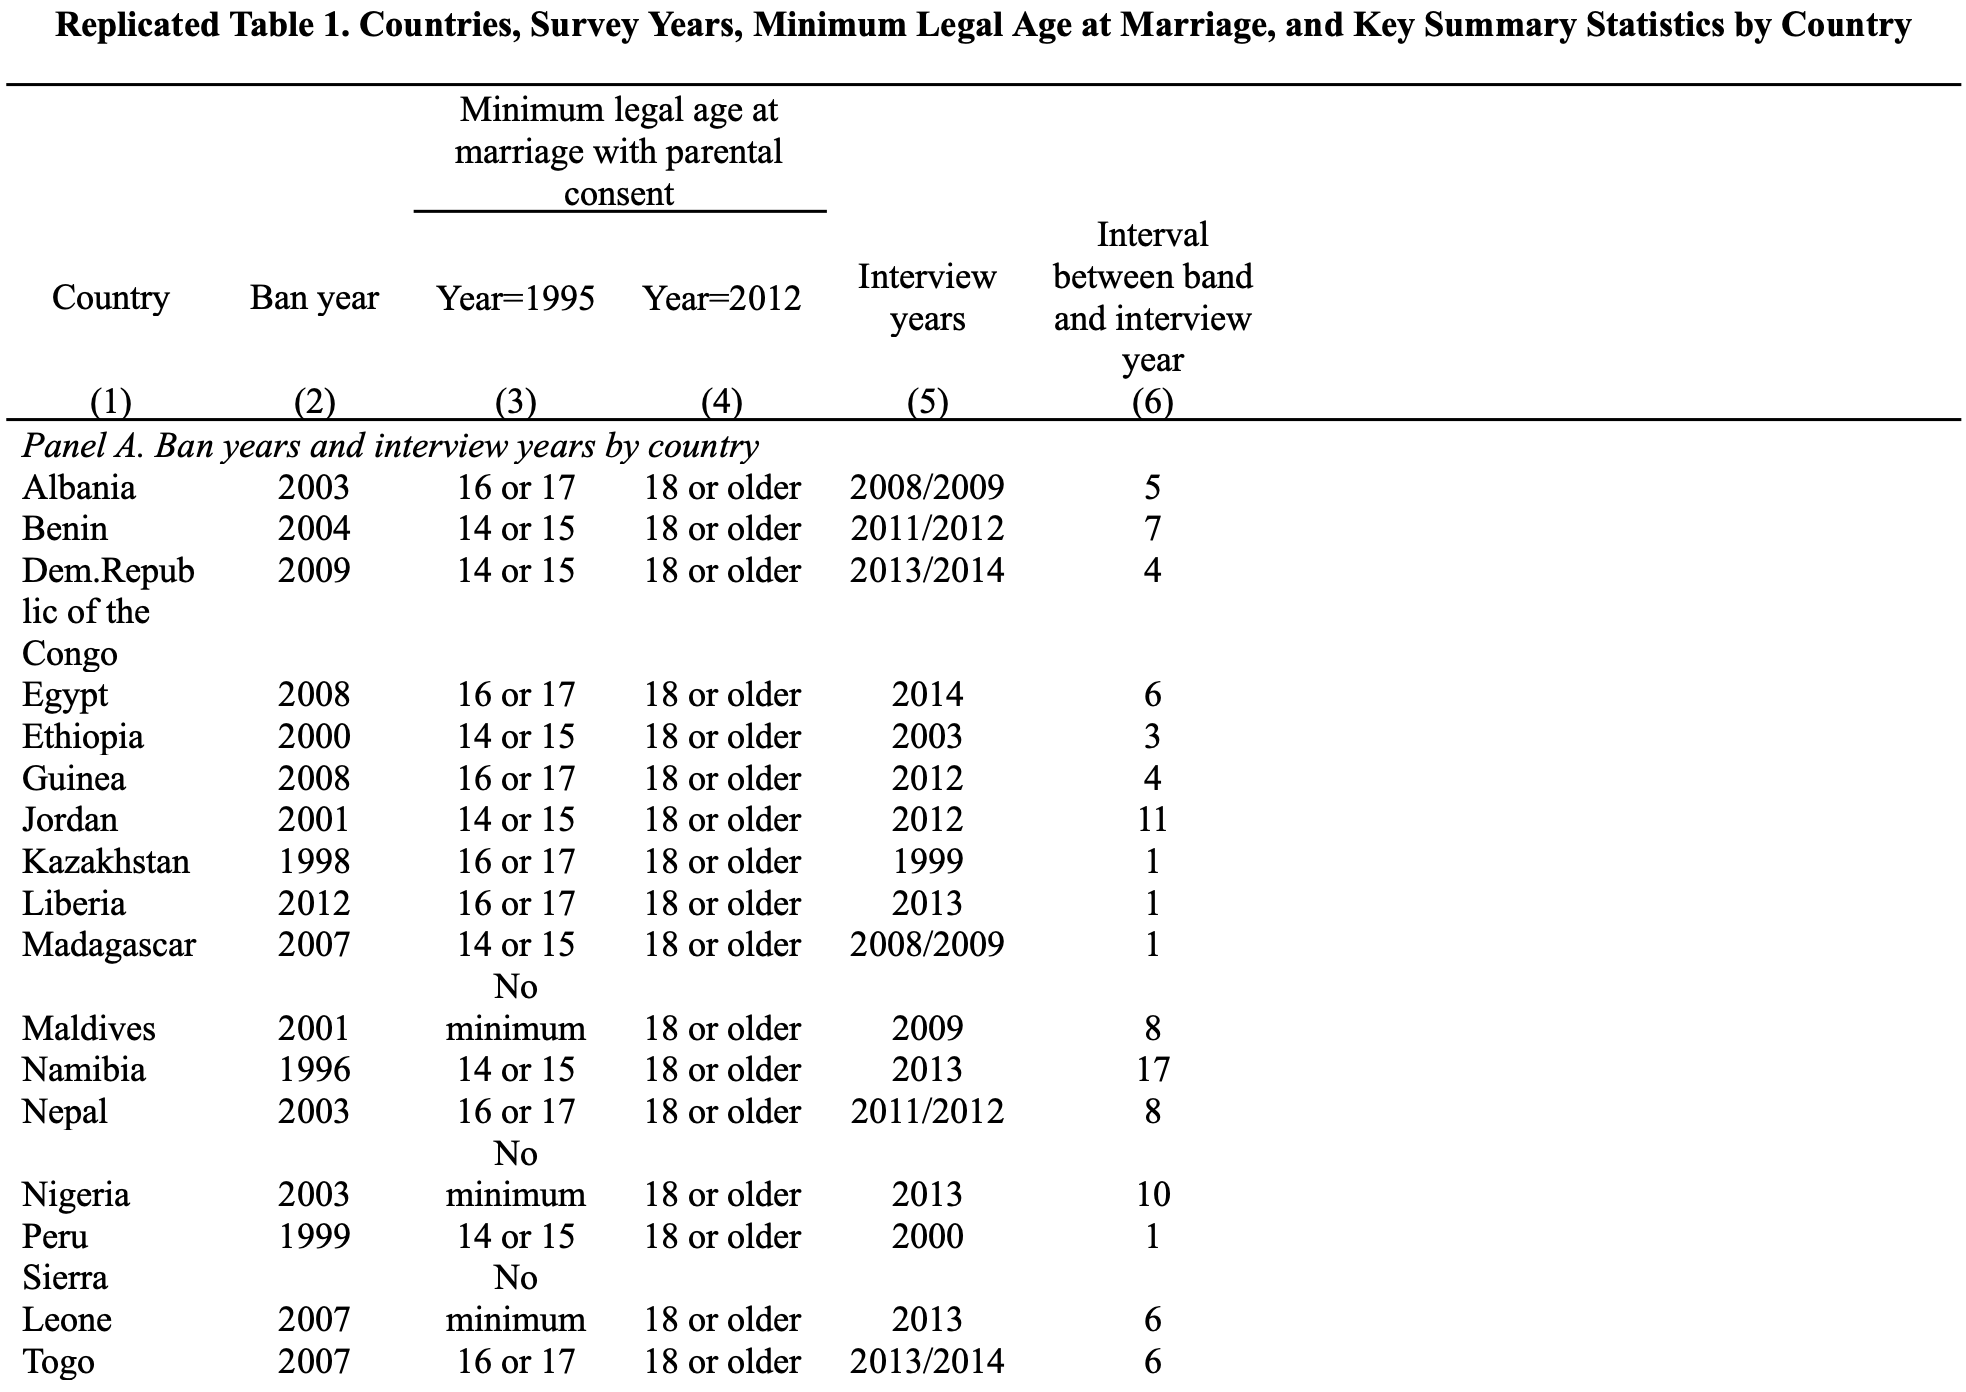 Replicated Table 1. Countries, Survey Years, Minimum Legal Age at Marriage, and Key Summary Statistics by Country
Minimum legal age at
marriage with parental
consent
Country Ban year Year=1995 Year=2012 Interview
years Interval
between band
and interview
year
(1) (2) (3) (4) (5) (6)
Panel A. Ban years and interview years by country
Albania 2003 16 or 17 18 or older 2008/2009 5
Benin 2004 14 or 15 18 or older 2011/2012 7
Dem.Repub 2009 14 or 15 18 or older 2013/2014 4
lic of the
Congo
Egypt 2008 16 or 17 18 or older 2014 6
Ethiopia 2000 14 or 15 18 or older 2003 3
Guinea 2008 16 or 17 18 or older 2012 4
Jordan 2001 14 or 15 18 or older 2012 11
Kazakhstan 1998 16 or 17 18 or older 1999 1
Liberia 2012 16 or 17 18 or older 2013 1
Madagascar 2007 14 or 15 18 or older 2008/2009 1
No
Maldives 2001 minimum 18 or older 2009 8
Namibia 1996 14 or 15 18 or older 2013 17
Nepal 2003 16 or 17 18 or older 2011/2012 8
No
Nigeria 2003 minimum 18 or older 2013 10
Peru 1999 14 or 15 18 or older 2000 1
Sierra No
Leone 2007 minimum 18 or older 2013 6
Togo 2007 16 or 17 18 or older 2013/2014 6